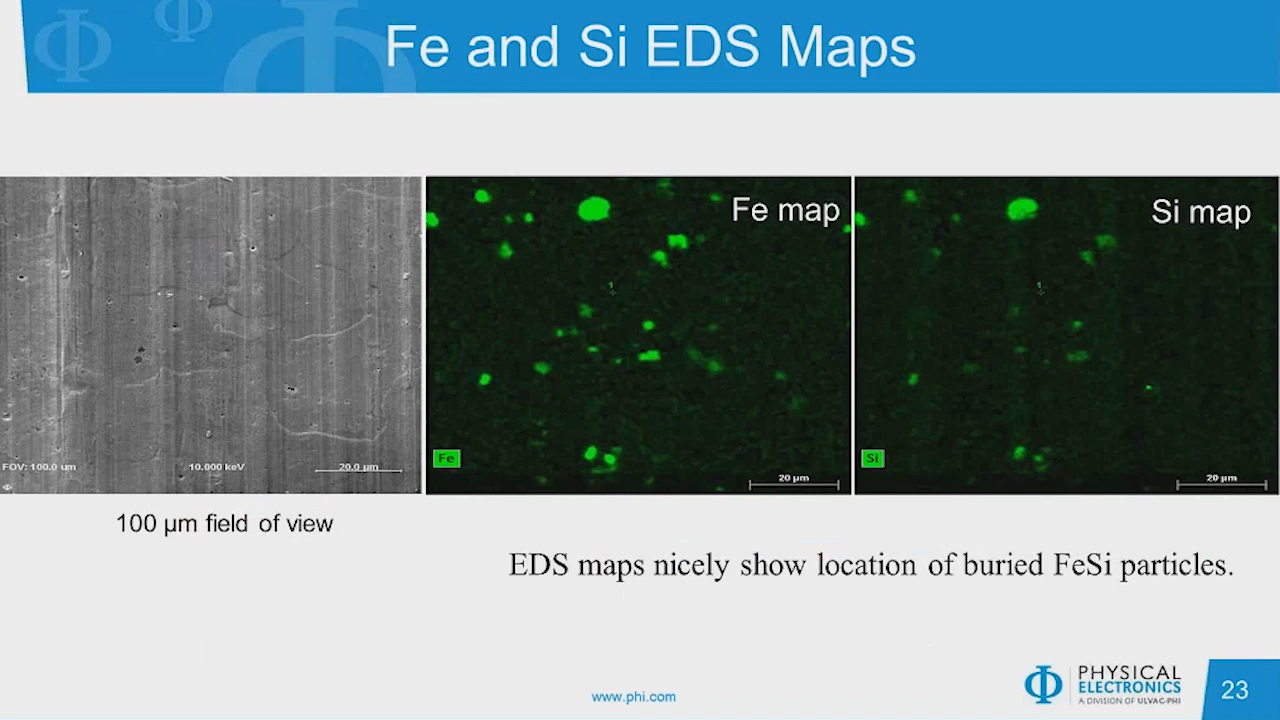 Fe and Si EDS Maps
Fe map
Si map
1
1
FOV: 100.0 um
10.000 keV
20.0 µm
Fe
20 µm
Si
20 µm
100 µm field of view
EDS maps nicely show location of buried FeSi particles.
www.phi.com
PHYSICAL
ELECTRONICS
A DIVISION OF ULVAC-PHI
23